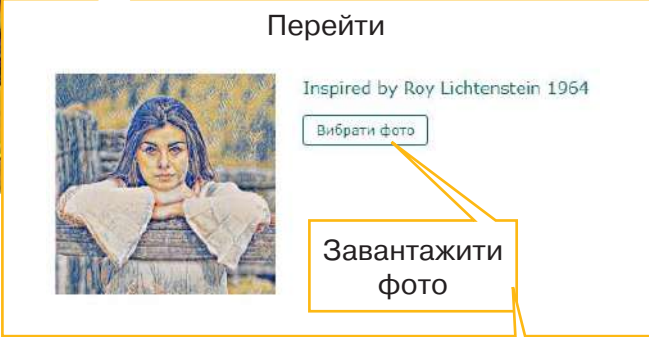 Перейти
Inspired by Roy Lichtenstein 1964
Вибрати фото
Завантажити
фото